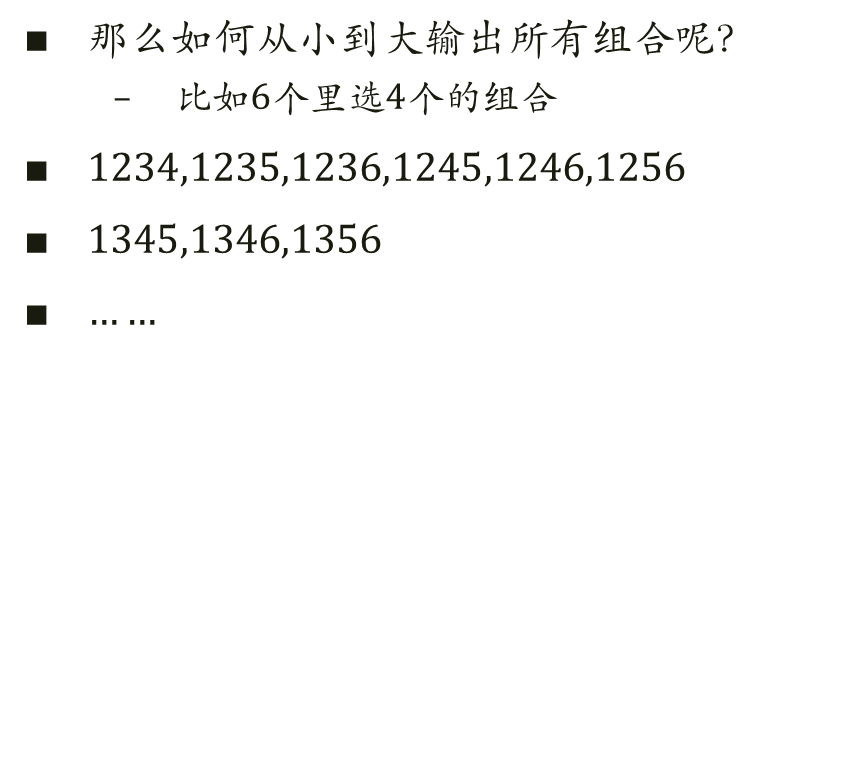 ■ 那么如何从小到大输出所有组合呢？
– 比如6个里选4个的组合
■ 1234,1235,1236,1245,1246,1256
■ 1345,1346,1356
■ … …